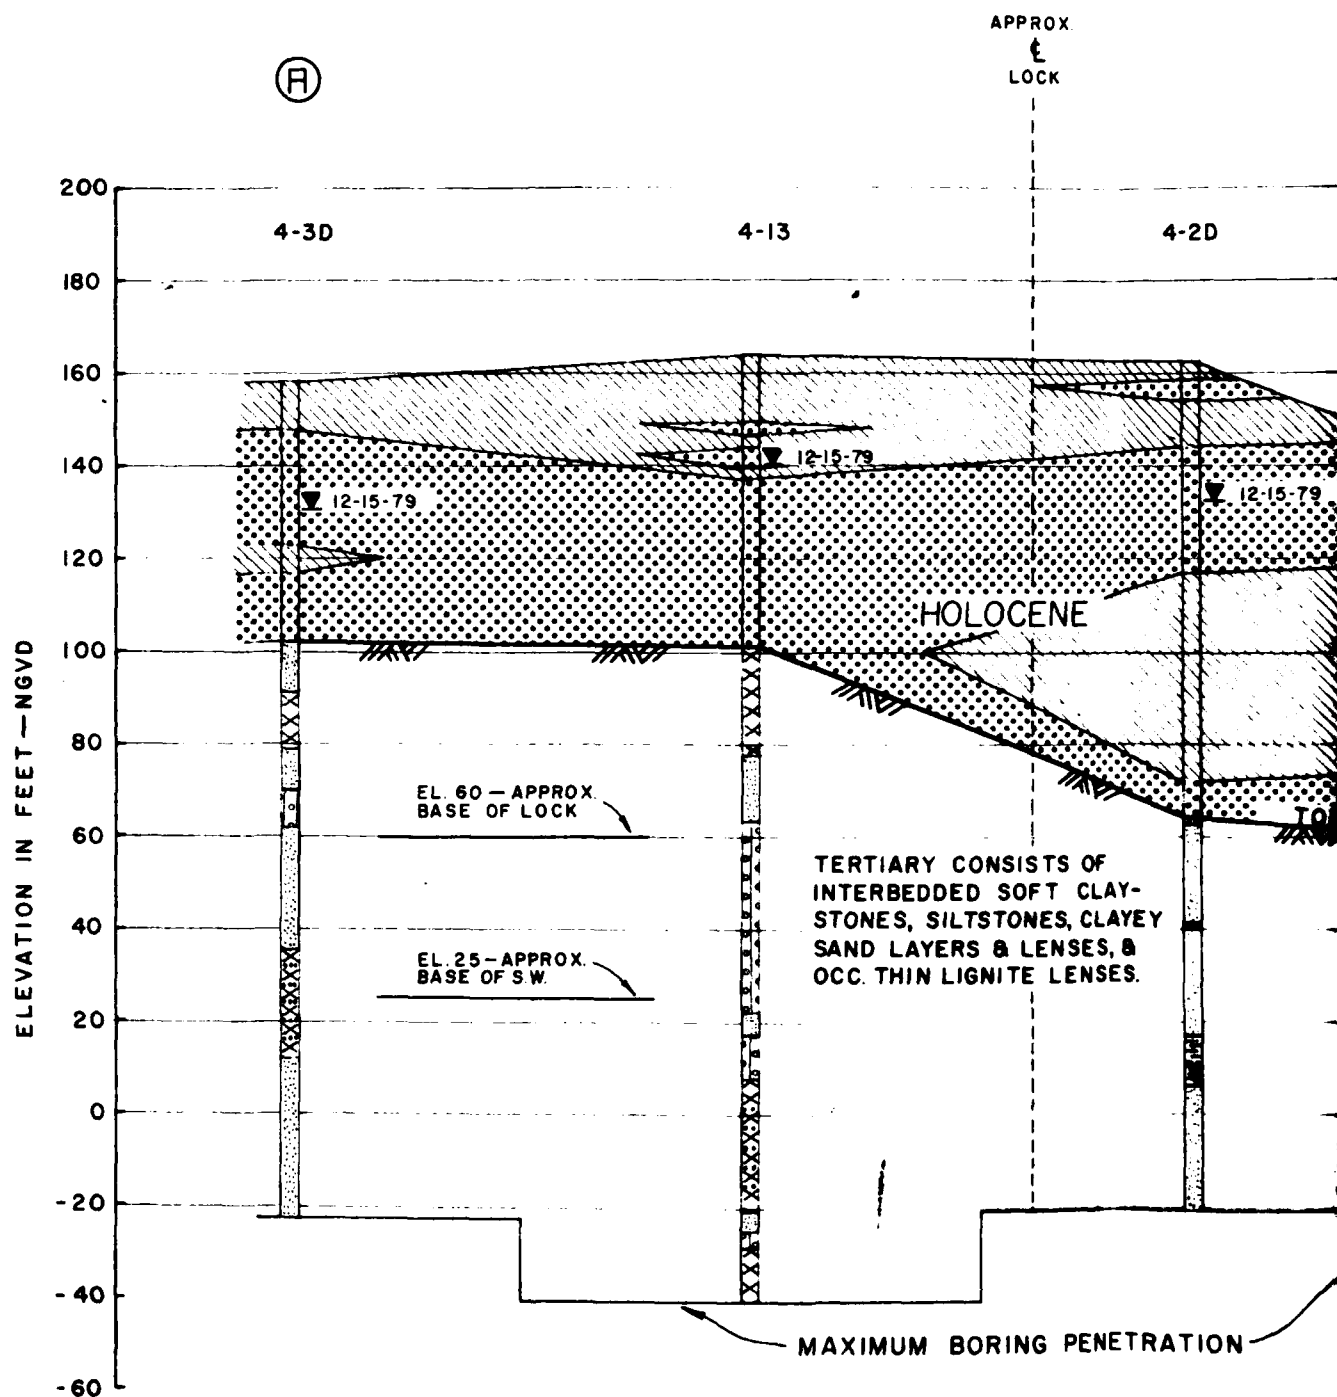 APPROX.
℄
LOCK
A
200
4-3D 4-13 4-2D
180
160
140
12-15-79
12-15-79
12-15-79
120
HOLOCENE
100
80
EL. 60 — APPROX.
BASE OF LOCK
TO
60
TERTIARY CONSISTS OF
INTERBEDDED SOFT CLAY-
STONES, SILTSTONES, CLAYEY
SAND LAYERS & LENSES, &
OCC. THIN LIGNITE LENSES.
40
EL. 25 — APPROX.
BASE OF S.W.
20
0
-20
-40
MAXIMUM BORING PENETRATION
-60
ELEVATION IN FEET — NGVD